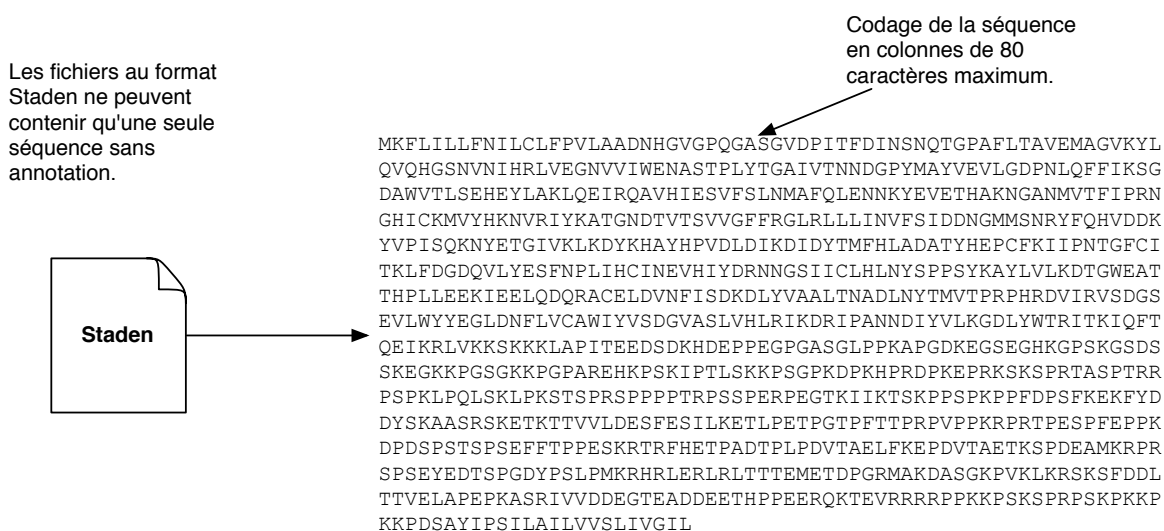 Codage de la séquence
en colonnes de 80
caractères maximum.
Les fichiers au format
Staden ne peuvent
contenir qu'une seule
séquence sans
annotation.
Staden
MKFLILLFNILCLFPVLAADNHGVGPQGASGVDPITFDINSNQTGPAFLTAVEMAGVKYL
QVQHGSNVNIHRLVEGNVVIWENASTPLYTGAIVTNNDGPYMAYVEVLGDPNLQFFIKSG
DAWVTLSEHEYLAKLQEIRQAVHIESVFSLNMAFQLENNKYEVETHAKNGANMVTFIPRN
GHICKMVYHKNVRIYKATGNDTVTSVVGFFRGLRLLLINVFSIDDNGMMSNRYFQHVDDK
YVPISQKNYETGIVKLKDYKHAYHPVDLDIKDIDYTMFHLADATYHEPCFKIIPNTGFCI
TKLFDGDQVLYESFNPLIHCINEVHIYDRNNGSIICLHLNYSPPSYKAYLVLKDTGWEAT
THPLLEEKIEELQDQRACELDVNFISDKDLYVAALTNADLNYTMVTPRPHRDVIRVSDGS
EVLWYYEGLDNFLVCAWIYVSDGVASLVHLRIKDRIPANNDIYVLKGDLYWTRITKIQFT
QEIKRLVKKSKKKLAPITEEDSDKHDEPPEGPGASGLPPKAPGDKEGSEGHKGPSKGSDS
SKEGKKPGSGKKPGPAREHKPSKIPTLSKKPSGPKDPKHPRDPKEPRKSKSPRTASPTRR
PSPKLPQLSKLPKSTSPRSPPPPTRPSSPERPEGTKIIKTSKPPSPKPPFDPSFKEKFYD
DYSKAASRSKETKTTVVLDESFESILKETLPETPGTPFTTPRPVPPKRPRTPESPFEPPK
DPDSPSTSPSEFFTPPESKRTRFHETPADTPLPDVTAELFKEPDVTAETKSPDEAMKRPR
SPSEYEDTSPGDYPSLPMKRHRLERLRLTTTEMETDPGRMAKDASGKPVKLKRSKSFDDL
TTVELAPEPKASRIVVDDEGTEADDEETHPPEERQKTEVRRRRPPKKPSKSPRPSKPKKP
KKPDSAYIPSILAILVVSLIVGIL